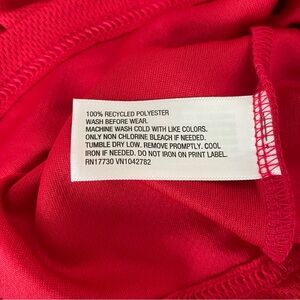 100% RECYCLED POLYESTER
WASH BEFORE WEAR.
MACHINE WASH COLD WITH LIKE COLORS.
ONLY NON CHLORINE BLEACH IF NEEDED.
TUMBLE DRY LOW. REMOVE PROMPTLY. COOL
IRON IF NEEDED. DO NOT IRON ON PRINT LABEL.
RN17730 VN1042782